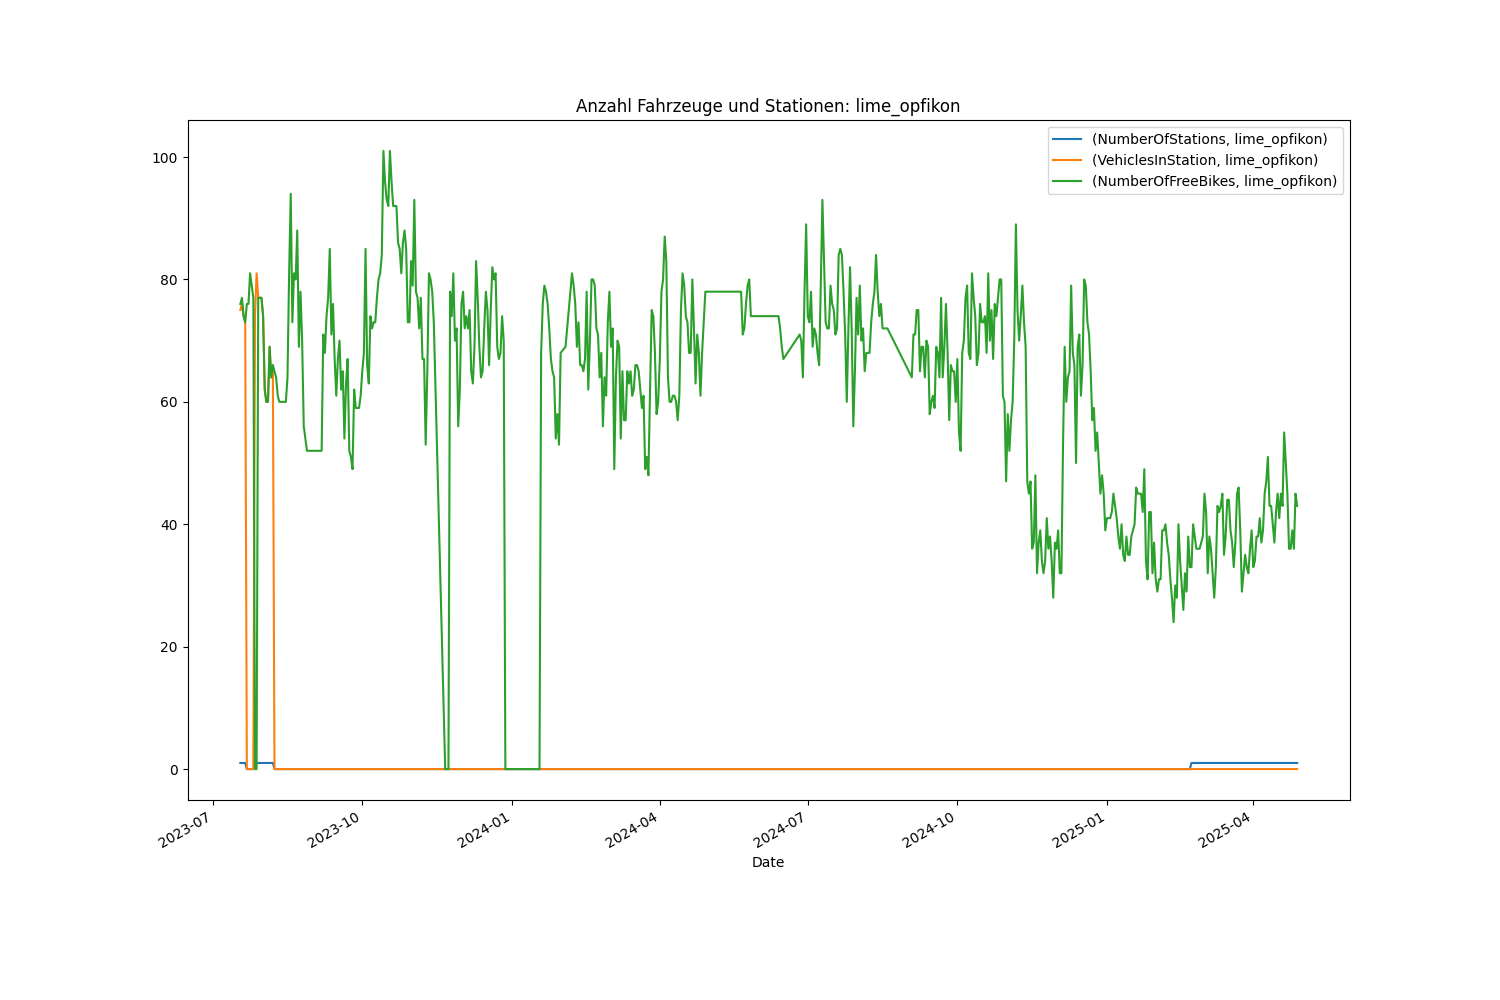 Anzahl Fahrzeuge und Stationen: lime_opfikon
(NumberOfStations, lime_opfikon)
(VehiclesInStation, lime_opfikon)
(NumberOfFreeBikes, lime_opfikon)
100
80
60
40
20
0
2023-07
2023-10
2024-01
2024-04
2024-07
2024-10
2025-01
2025-04
Date